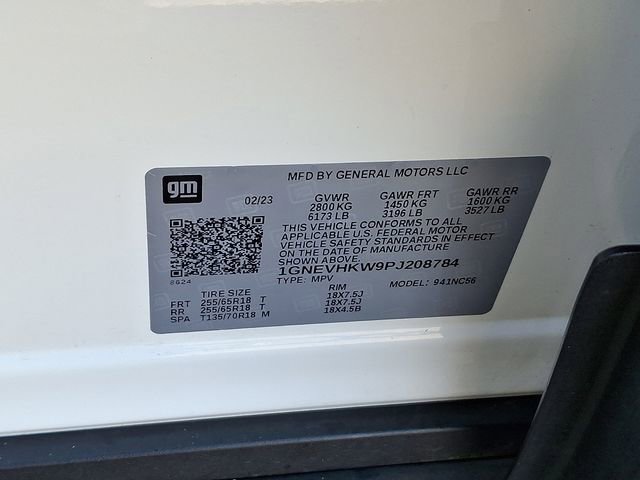 gm
MFD BY GENERAL MOTORS LLC
02/23 GVWR GAWR FRT GAWR RR
2800 KG 1450 KG 1600 KG
6173 LB 3196 LB 3527 LB
THIS VEHICLE CONFORMS TO ALL
APPLICABLE U.S. FEDERAL MOTOR
VEHICLE SAFETY STANDARDS IN EFFECT
ON THE DATE OF MANUFACTURE
SHOWN ABOVE.
1GNEVHKW9PJ208784
8624 TYPE: MPV MODEL: 941NC56
TIRE SIZE RIM
FRT 255/65R18 T 18X7.5J
RR 255/65R18 T 18X7.5J
SPA T135/70R18 M 18X4.5B